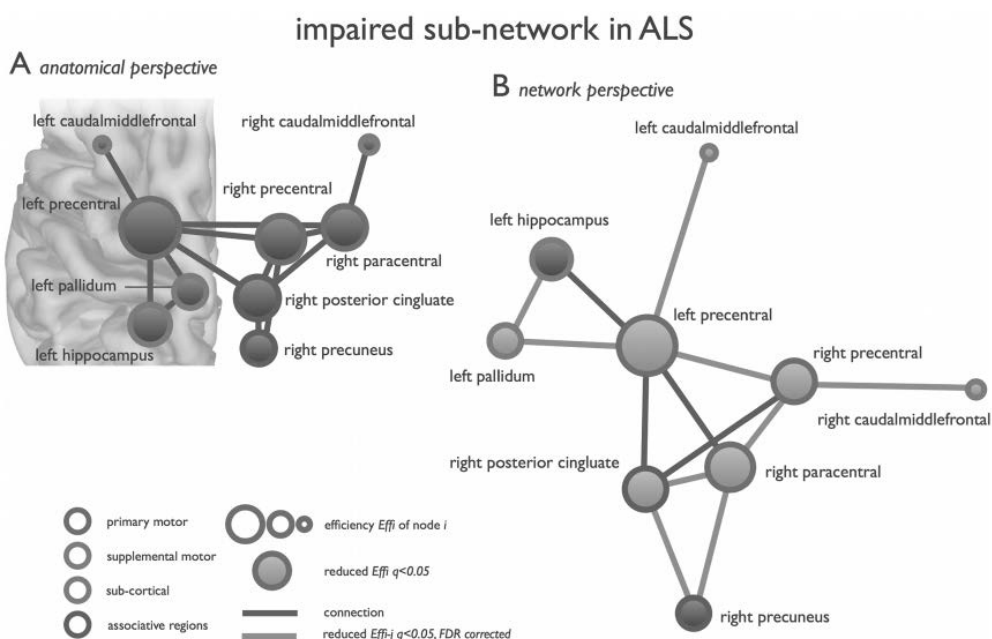 impaired sub-network in ALS
A anatomical perspective
left caudalmiddlefrontal
right caudalmiddlefrontal
right precentral
left precentral
right paracentral
left pallidum
right posterior cingluate
left hippocampus
right precuneus
B network perspective
left caudalmiddlefrontal
left hippocampus
left precentral
right precentral
left pallidum
right caudalmiddlefrontal
right posterior cingluate
right paracentral
right precuneus
primary motor
supplemental motor
sub-cortical
associative regions
efficiency Effi of node i
reduced Effi q<0.05
connection
reduced Effi-j q<0.05, FDR corrected